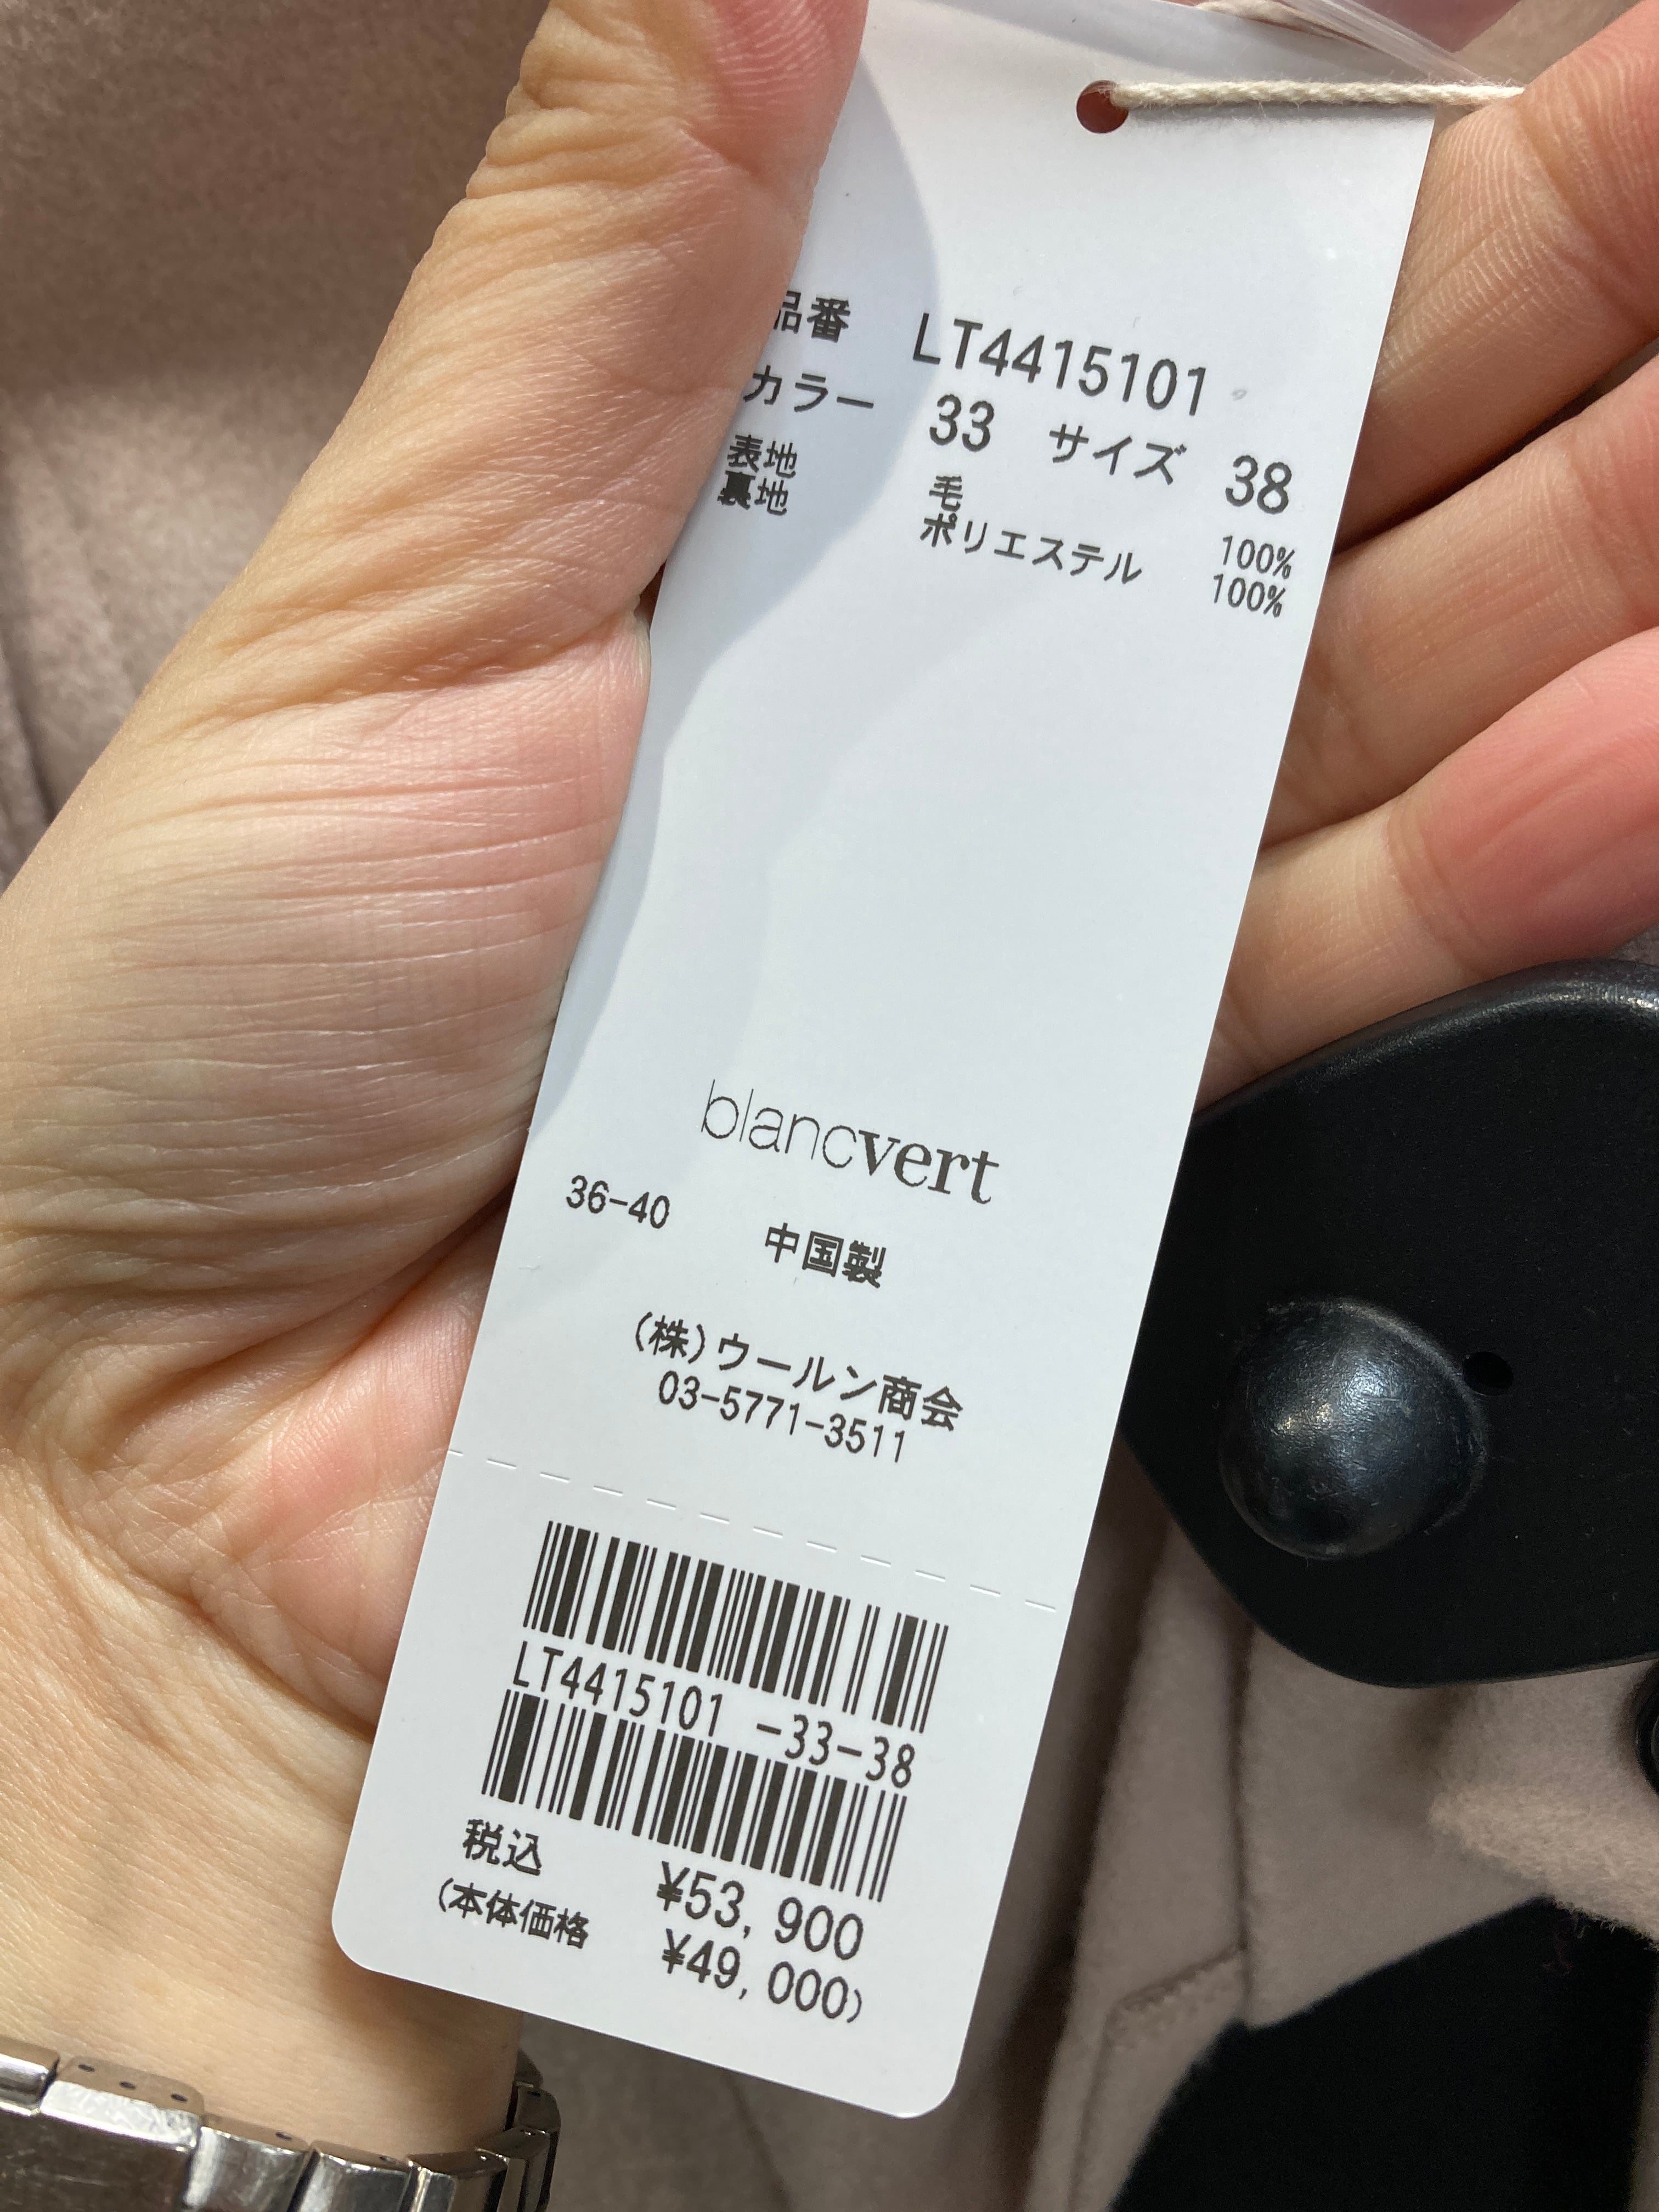 品番 LT4415101
カラー 33 サイズ 38
表地 毛 100%
裏地 ポリエステル 100%
blancvert
36-40 中国製
(株)ウールン商会
03-5771-3511
LT4415101 -33-38
税込 ¥53,900
(本体価格 ¥49,000)